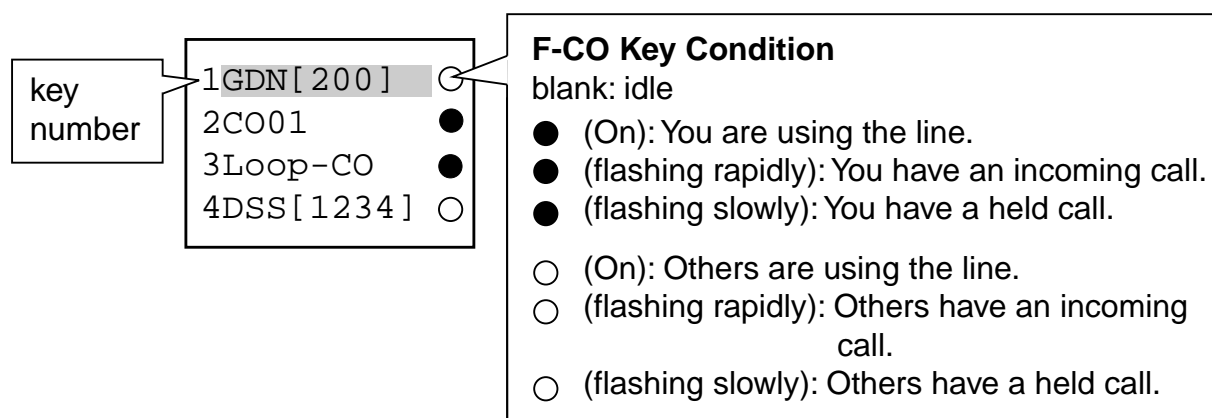 key
number
1GDN[200] ○
2CO01 ●
3Loop-CO ●
4DSS[1234] ○
F-CO Key Condition
blank: idle
● (On): You are using the line.
● (flashing rapidly): You have an incoming call.
● (flashing slowly): You have a held call.
○ (On): Others are using the line.
○ (flashing rapidly): Others have an incoming
call.
○ (flashing slowly): Others have a held call.